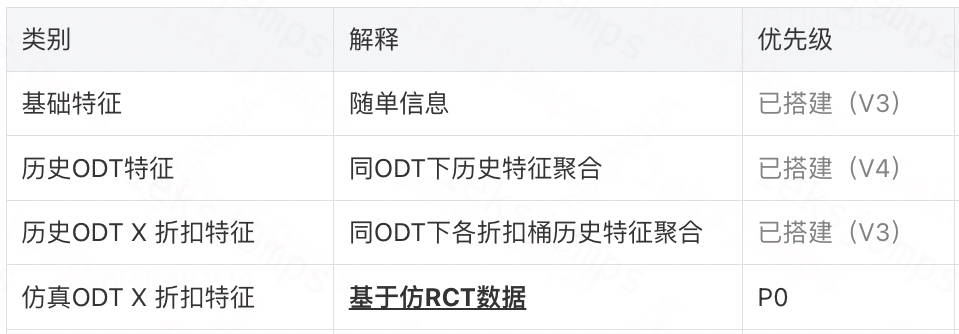 类别 解释 优先级
基础特征 随单信息 已搭建（V3）
历史ODT特征 同ODT下历史特征聚合 已搭建（V4）
历史ODT X 折扣特征 同ODT下各折扣桶历史特征聚合 已搭建（V3）
仿真ODT X 折扣特征 基于仿RCT数据 P0